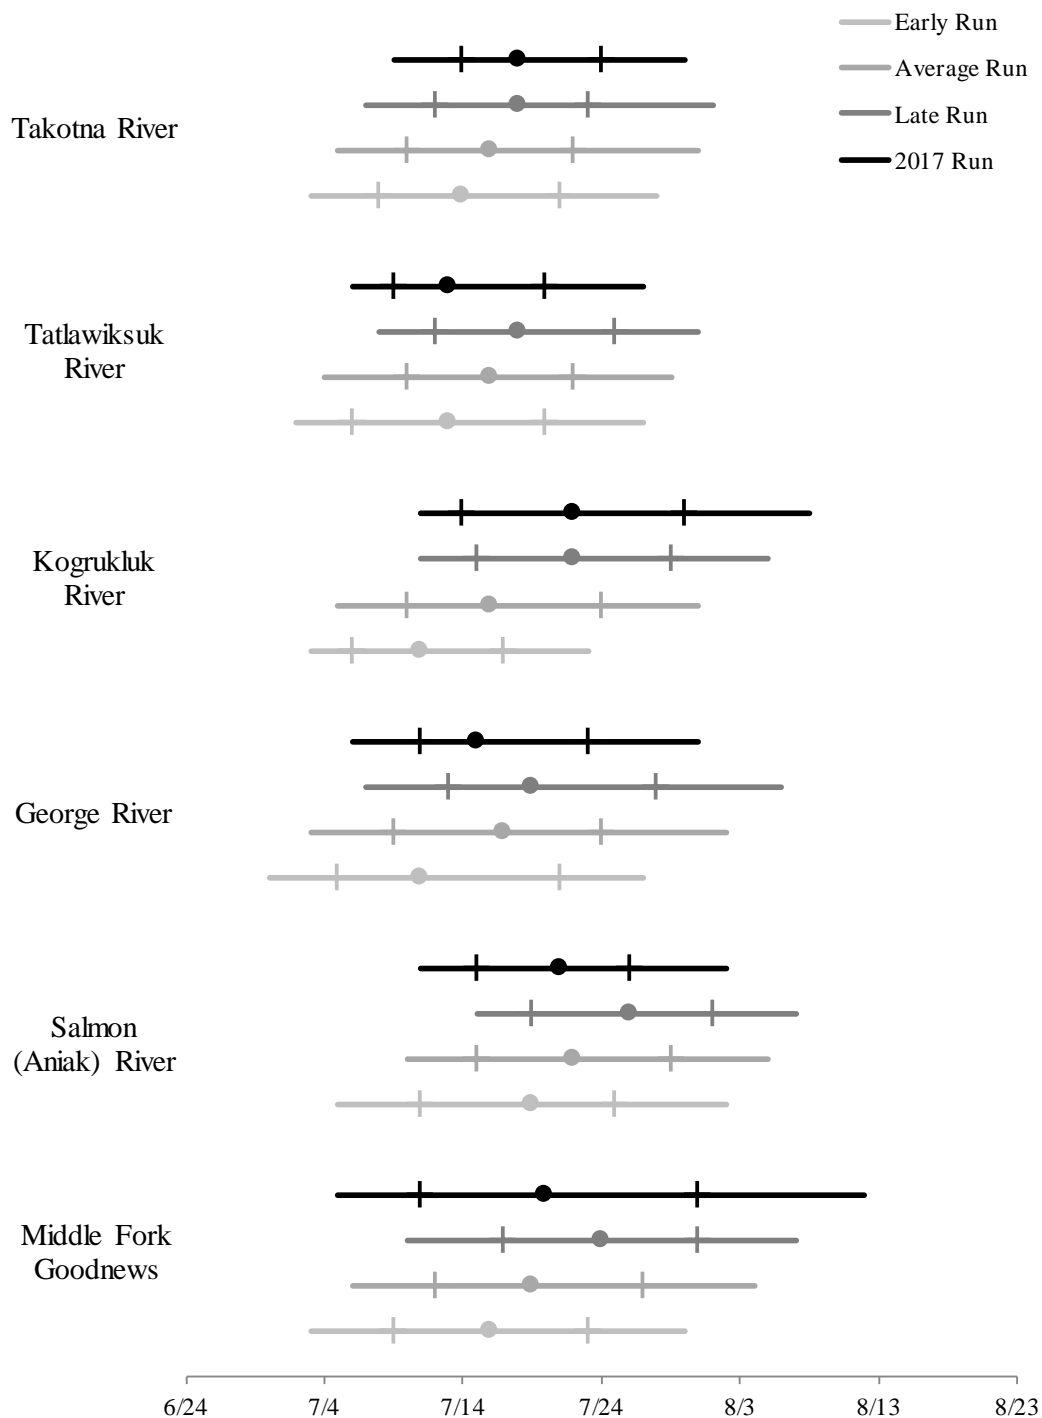 Early Run
Average Run
Late Run
2017 Run
Takotna River
Tatlawiksuk
River
Kogrukluk
River
George River
Salmon
(Aniak) River
Middle Fork
Goodnews
6/24 7/4 7/14 7/24 8/3 8/13 8/23